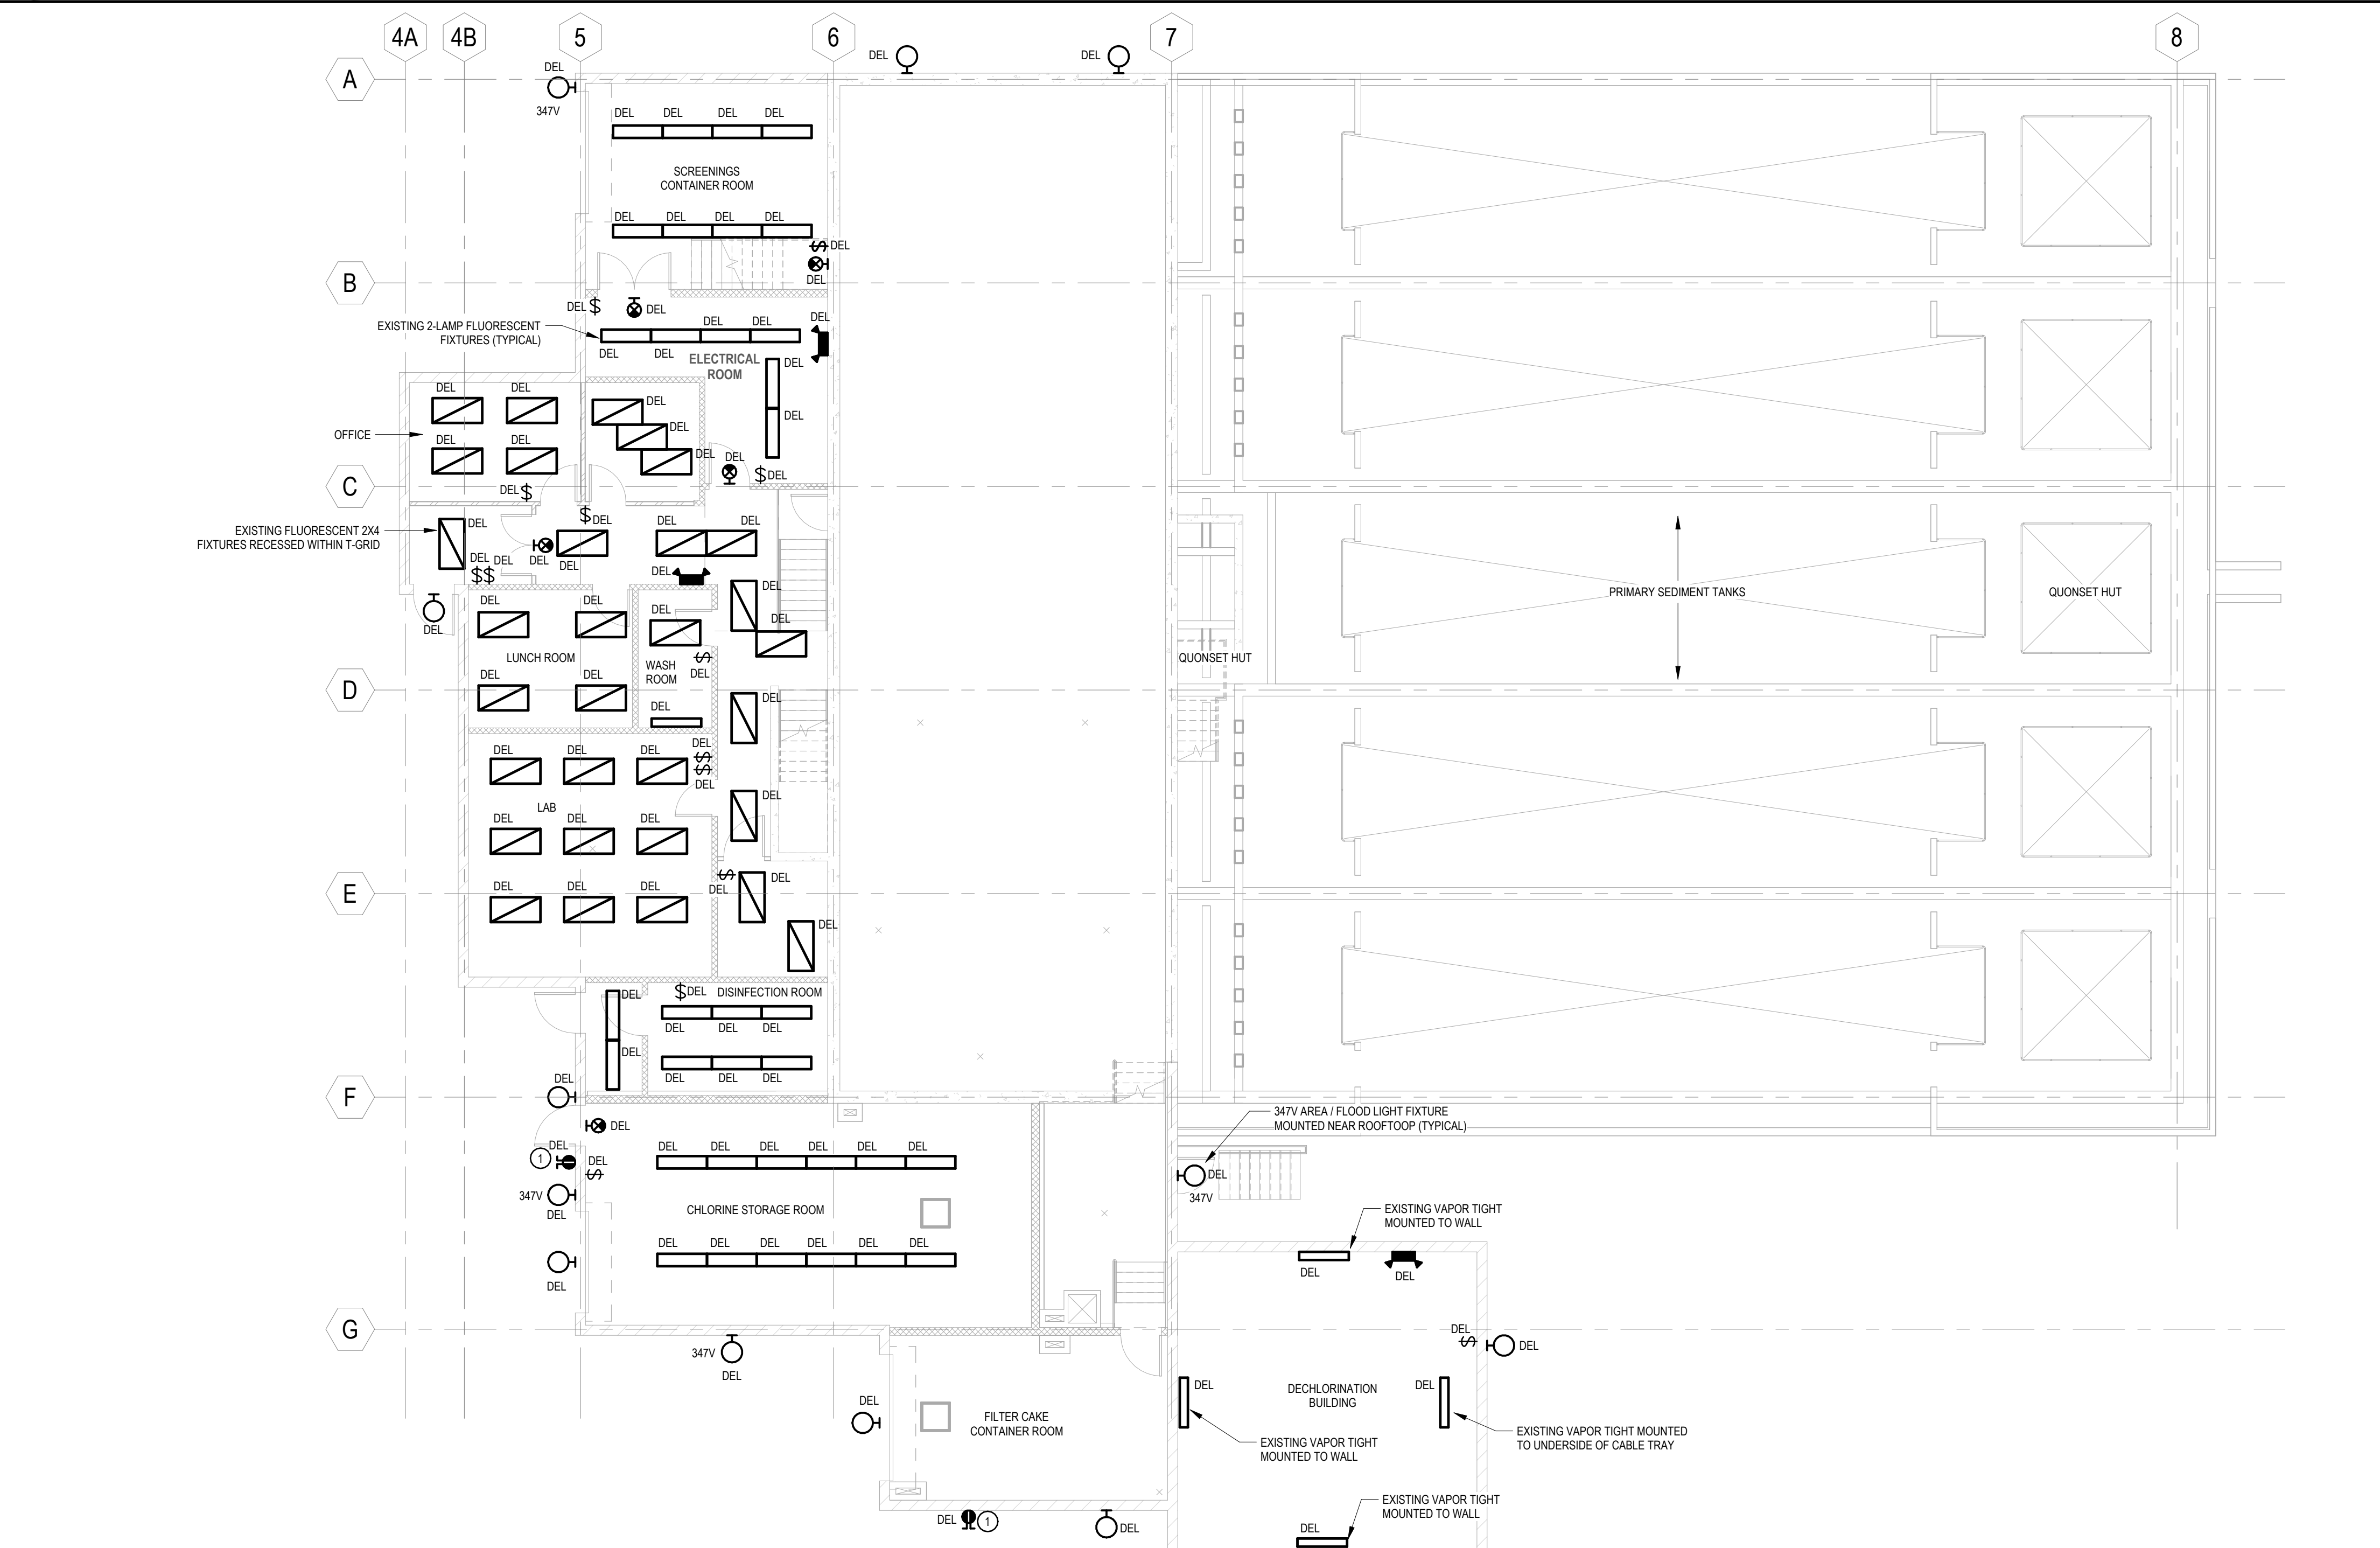 4A 4B 5 6 7 8
DEL DEL
A DEL
347V
DEL DEL DEL DEL
SCREENINGS
CONTAINER ROOM
DEL DEL DEL DEL
$ DEL
B DEL
DEL $ DEL
EXISTING 2-LAMP FLUORESCENT
FIXTURES (TYPICAL)
DEL DEL DEL
DEL DEL
ELECTRICAL
ROOM
DEL
DEL
DEL DEL
DEL
DEL
DEL
OFFICE
DEL DEL
DEL
C $ DEL
DEL $
EXISTING FLUORESCENT 2X4
FIXTURES RECESSED WITHIN T-GRID
DEL
$ DEL
DEL DEL
DEL DEL DEL DEL
$$
DEL
DEL
DEL
DEL DEL
DEL
DEL
LUNCH ROOM
WASH
ROOM
$
DEL
DEL DEL
D DEL
DEL
PRIMARY SEDIMENT TANKS
QUONSET HUT
QUONSET HUT
DEL DEL DEL
DEL
$$
$$
DEL
DEL
LAB
DEL DEL DEL
$
DEL
DEL
E
DEL DEL DEL
DEL
DEL
$ DEL
DISINFECTION ROOM
DEL DEL DEL
DEL
DEL DEL DEL
F DEL
DEL
347V AREA / FLOOD LIGHT FIXTURE
MOUNTED NEAR ROOFTOOP (TYPICAL)
DEL
347V
1 DEL
DEL
$
DEL DEL DEL DEL DEL DEL
347V
DEL
CHLORINE STORAGE ROOM
DEL DEL DEL DEL DEL DEL
DEL
EXISTING VAPOR TIGHT
MOUNTED TO WALL
DEL
DEL
G
347V
DEL
DEL
$
DEL
DEL
DEL
DECHLORINATION
BUILDING
DEL
DEL
FILTER CAKE
CONTAINER ROOM
EXISTING VAPOR TIGHT
MOUNTED TO WALL
EXISTING VAPOR TIGHT MOUNTED
TO UNDERSIDE OF CABLE TRAY
EXISTING VAPOR TIGHT
MOUNTED TO WALL
DEL 1
DEL
DEL